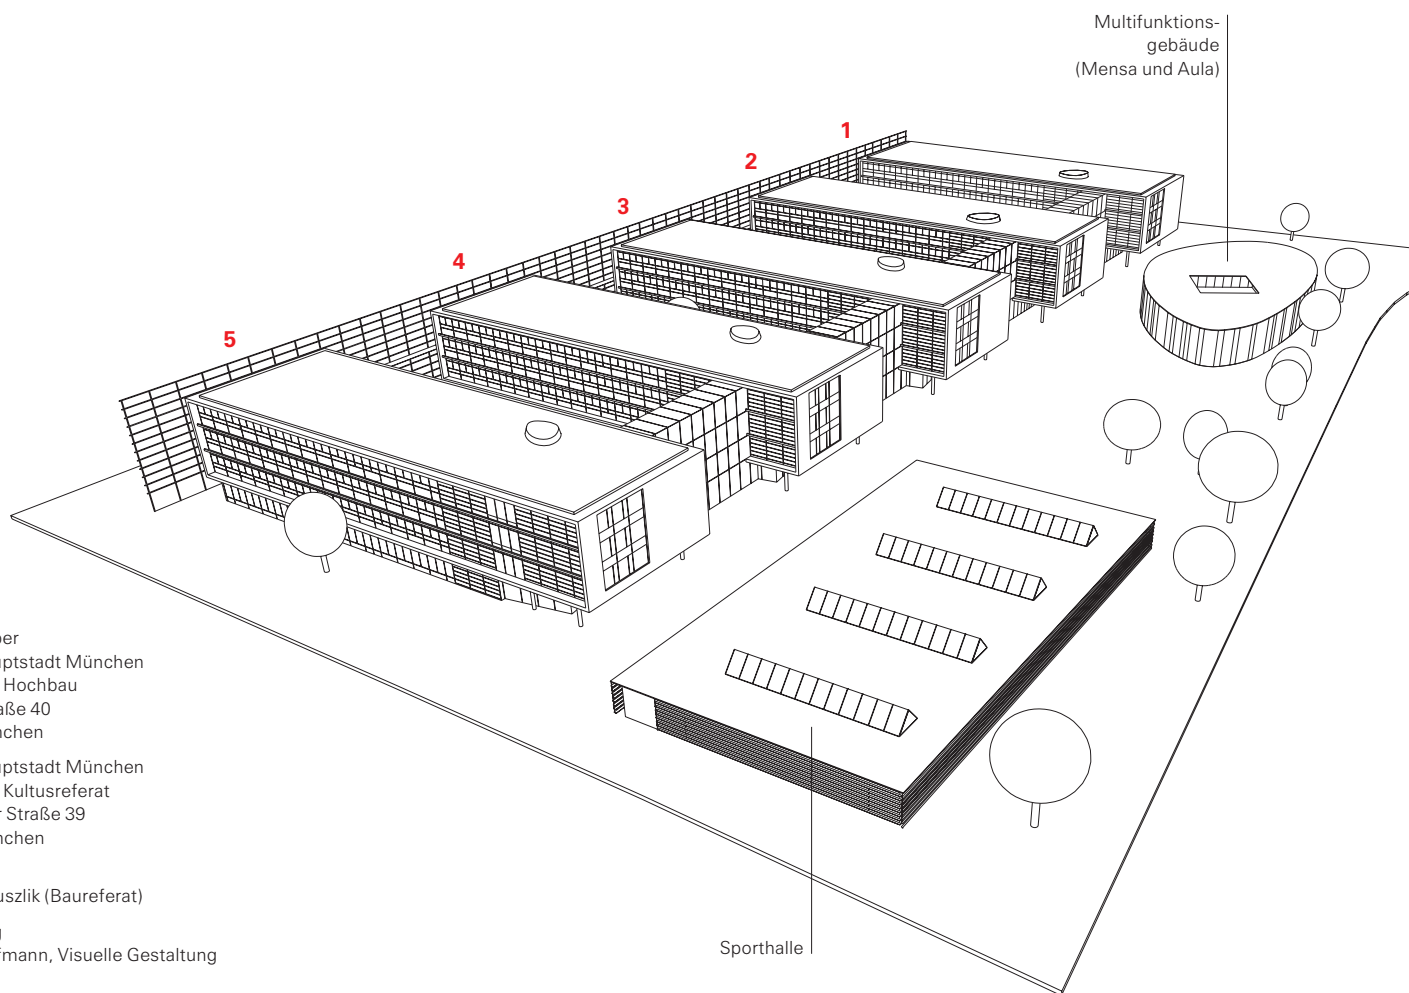 Multifunktions-
gebäude
(Mensa und Aula)
1
2
3
4
5
ptstadt München
Hochbau
aße 40
nchen
ptstadt München
Kultusreferat
Straße 39
nchen
uszlik (Baureferat)
mann, Visuelle Gestaltung
Sporthalle